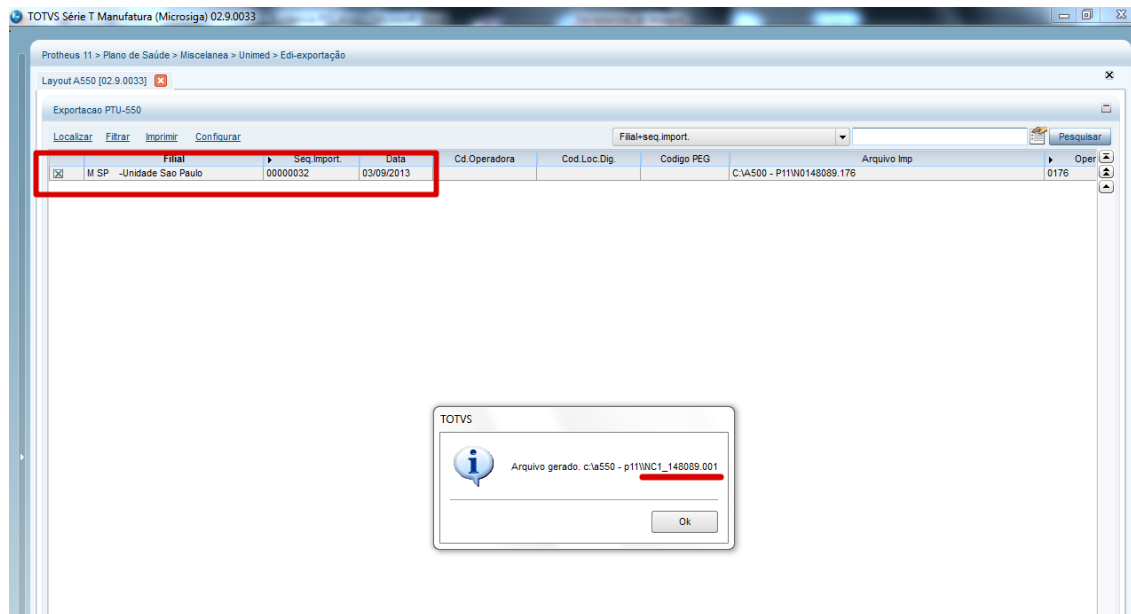 TOTVS Série T Manufatura (Microsiga) 02.9.0033
Protheus 11 > Plano de Saúde > Miscelanea > Unimed > Edi-exportação
Layout A550 [02.9.0033]
Exportacao PTU-550
Localizar Filtrar Imprimir Configurar Filial+seq.import. Pesquisar
Filial Seq.Import. Data Cd.Operadora Cod.Loc.Dig. Codigo PEG Arquivo Imp Oper
M SP -Unidade Sao Paulo 00000032 03/09/2013 C:\A500 - P11\N0148089.176 0176
TOTVS
Arquivo gerado. c:\a550 - p11\\NC1_148089.001
Ok